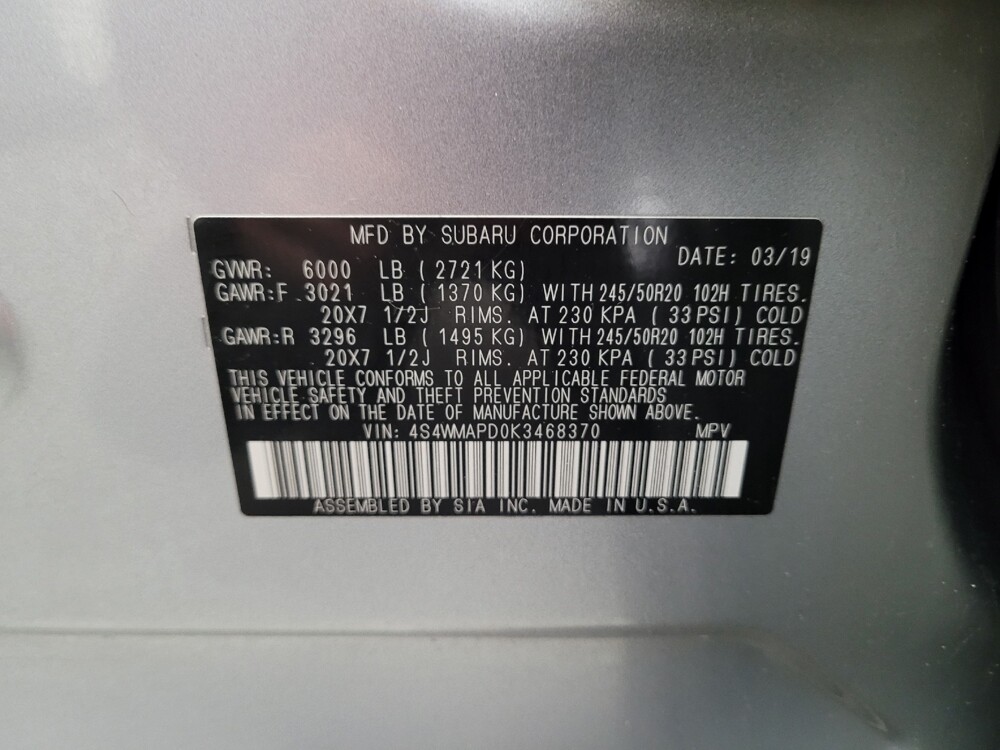 MFD BY SUBARU CORPORATION
DATE: 03/19
GVWR: 6000 LB ( 2721 KG)
GAWR:F 3021 LB ( 1370 KG) WITH 245/50R20 102H TIRES.
20X7 1/2J RIMS. AT 230 KPA ( 33 PSI) COLD
GAWR:R 3296 LB ( 1495 KG) WITH 245/50R20 102H TIRES.
20X7 1/2J RIMS. AT 230 KPA ( 33 PSI) COLD
THIS VEHICLE CONFORMS TO ALL APPLICABLE FEDERAL MOTOR
VEHICLE SAFETY AND THEFT PREVENTION STANDARDS
IN EFFECT ON THE DATE OF MANUFACTURE SHOWN ABOVE.
VIN: 4S4WMAPD0K3468370 MPV
ASSEMBLED BY SIA INC. MADE IN U.S.A.